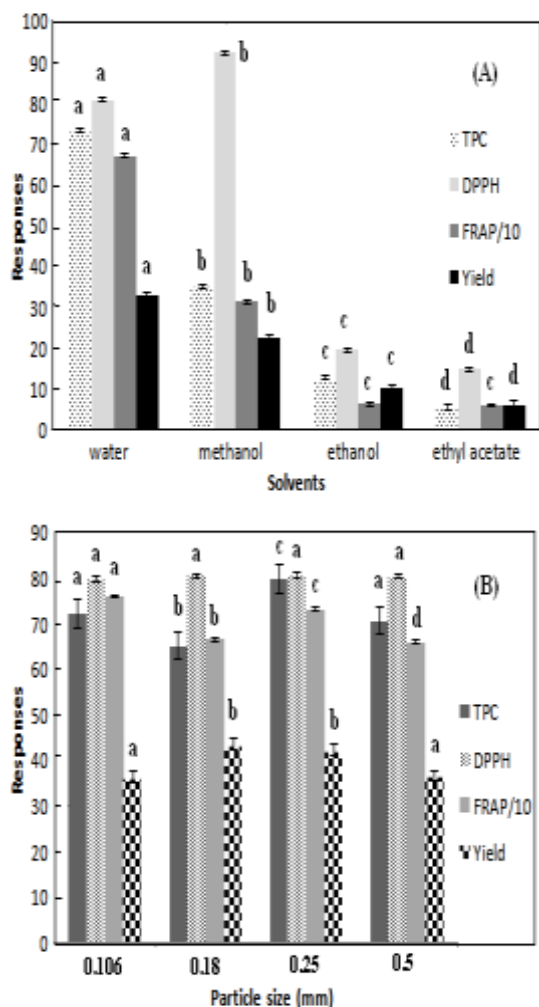 100
90
80
70
60
50
40
30
20
10
0
Responses
a
a
a
a
b
b
b
b
c
c
c
c
d
d
c
d
(A)
TPC
DPPH
FRAP/10
Yield
water
methanol
ethanol
ethyl acetate
Solvents
90
80
70
60
50
40
30
20
10
0
Responses
a
a
a
a
b
a
b
b
c
a
c
b
a
a
d
a
(B)
TPC
DPPH
FRAP/10
Yield
0.106
0.18
0.25
0.5
Particle size (mm)